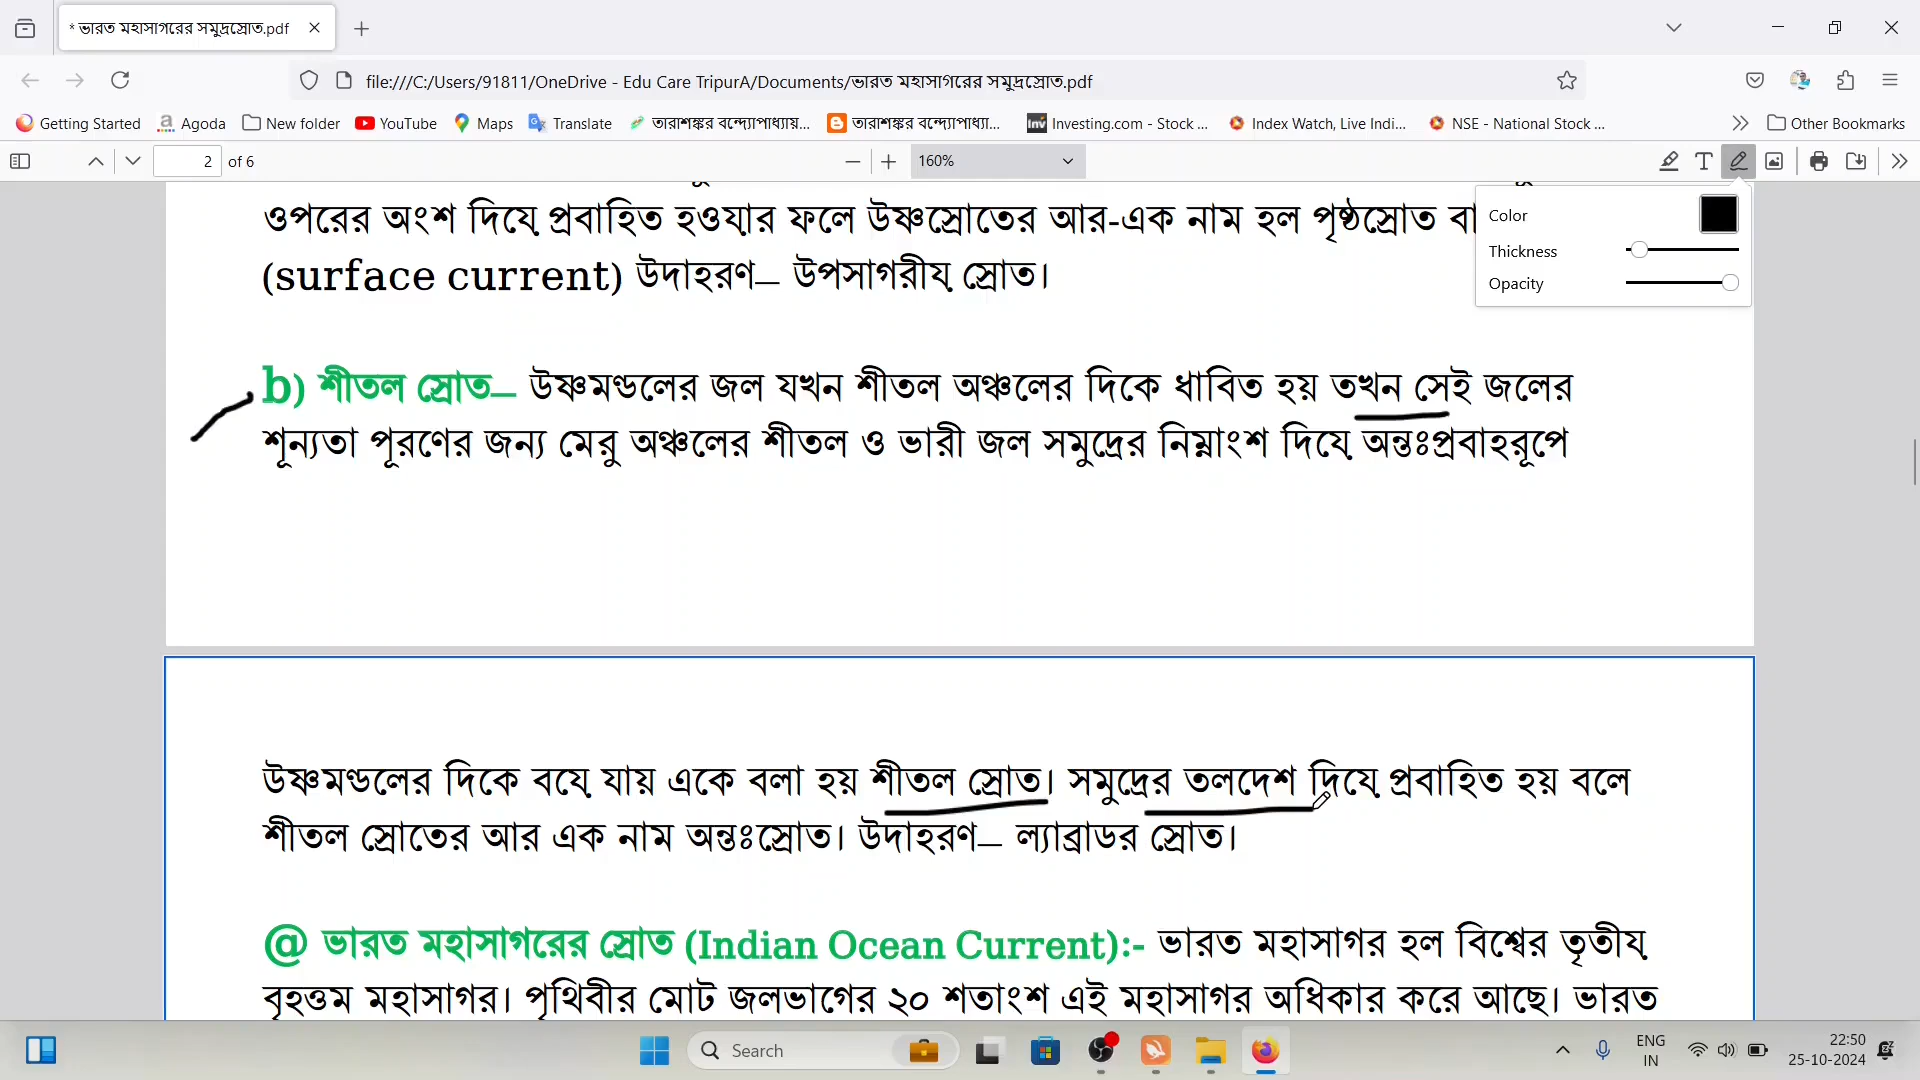 * ভারত মহাসাগরের সমুদ্রস্রোত.pdf
file:///C:/Users/91811/OneDrive - Edu Care TripurA/Documents/ভারত মহাসাগরের সমুদ্রস্রোত.pdf
Getting Started Agoda New folder YouTube Maps Translate তারাশঙ্কর বন্দ্যোপাধ্যায়... তারাশঙ্কর বন্দ্যোপাধ্যা... Investing.com - Stock ... Index Watch, Live Indi... NSE - National Stock ... Other Bookmarks
2 of 6 160%
Color
Thickness
Opacity
ওপরের অংশ দিয়ে প্রবাহিত হওয়ার ফলে উষ্ণস্রোতের আর-এক নাম হল পৃষ্ঠস্রোত বা
(surface current) উদাহরণ— উপসাগরীয় স্রোত।
b) শীতল স্রোত— উষ্ণমণ্ডলের জল যখন শীতল অঞ্চলের দিকে ধাবিত হয় তখন সেই জলের
শূন্যতা পূরণের জন্য মেরু অঞ্চলের শীতল ও ভারী জল সমুদ্রের নিম্নাংশ দিয়ে অন্তঃপ্রবাহরূপে
উষ্ণমণ্ডলের দিকে বয়ে যায় একে বলা হয় শীতল স্রোত। সমুদ্রের তলদেশ দিয়ে প্রবাহিত হয় বলে
শীতল স্রোতের আর এক নাম অন্তঃস্রোত। উদাহরণ— ল্যাব্রাডর স্রোত।
@ ভারত মহাসাগরের স্রোত (Indian Ocean Current):- ভারত মহাসাগর হল বিশ্বের তৃতীয়
বৃহত্তম মহাসাগর। পৃথিবীর মোট জলভাগের ২০ শতাংশ এই মহাসাগর অধিকার করে আছে। ভারত
Search
ENG
IN
22:50
25-10-2024